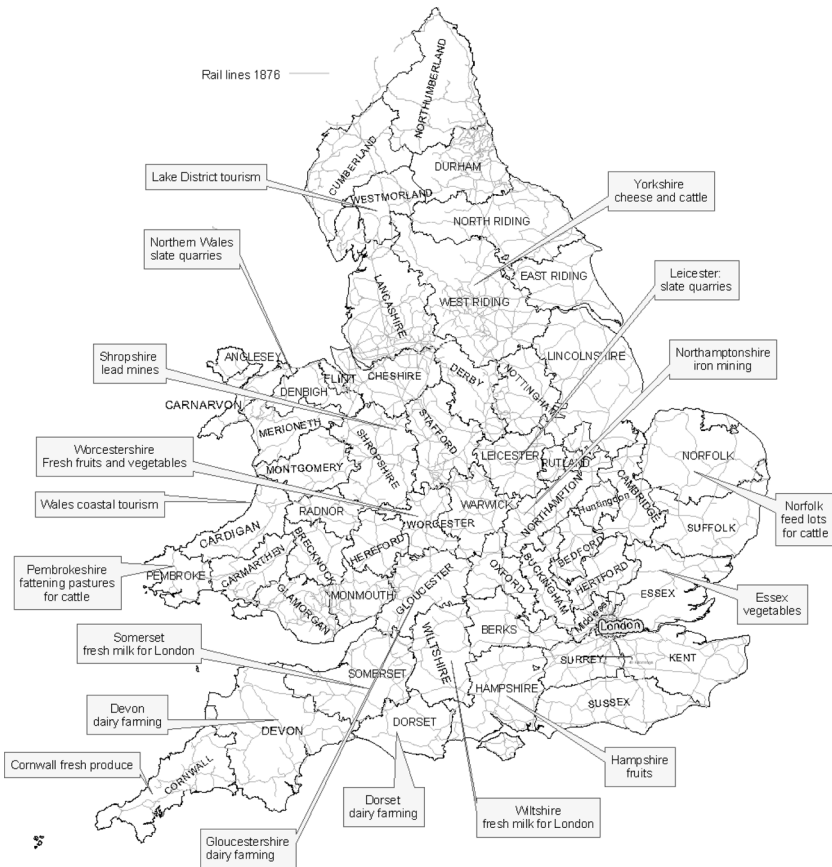 Rail lines 1876
NORTHUMBERLAND
CUMBERLAND
DURHAM
Lake District tourism
WESTMORLAND
Yorkshire
cheese and cattle
NORTH RIDING
Northern Wales
slate quarries
EAST RIDING
Leicester:
slate quarries
LANCASHIRE
WEST RIDING
Shropshire
lead mines
ANGLESEY
FLINT
CHESHIRE
DERBY
NOTTINGHAM
LINCOLNSHIRE
Northamptonshire
iron mining
DENBIGH
CARNARVON
MERIONETH
STAFFORD
SHROPSHIRE
LEICESTER
RUTLAND
NORFOLK
Worcestershire
Fresh fruits and vegetables
MONTGOMERY
Wales coastal tourism
RADNOR
WORCESTER
WARWICK
NORTHAMPTON
Huntingdon
CAMBRIDGE
SUFFOLK
Norfolk
feed lots
for cattle
CARDIGAN
BRECKNOCK
HEREFORD
BEDFORD
Pembrokeshire
fattening pastures
for cattle
PEMBROKE
CARMARTHEN
GLAMORGAN
MONMOUTH
GLOUCESTER
OXFORD
BUCKINGHAM
HERTFORD
ESSEX
Essex
vegetables
Middlesex
London
Somerset
fresh milk for London
WILTSHIRE
BERKS
SURREY
KENT
SOMERSET
HAMPSHIRE
SUSSEX
Devon
dairy farming
DEVON
DORSET
Cornwall fresh produce
CORNWALL
Hampshire
fruits
Dorset
dairy farming
Wiltshire
fresh milk for London
Gloucestershire
dairy farming